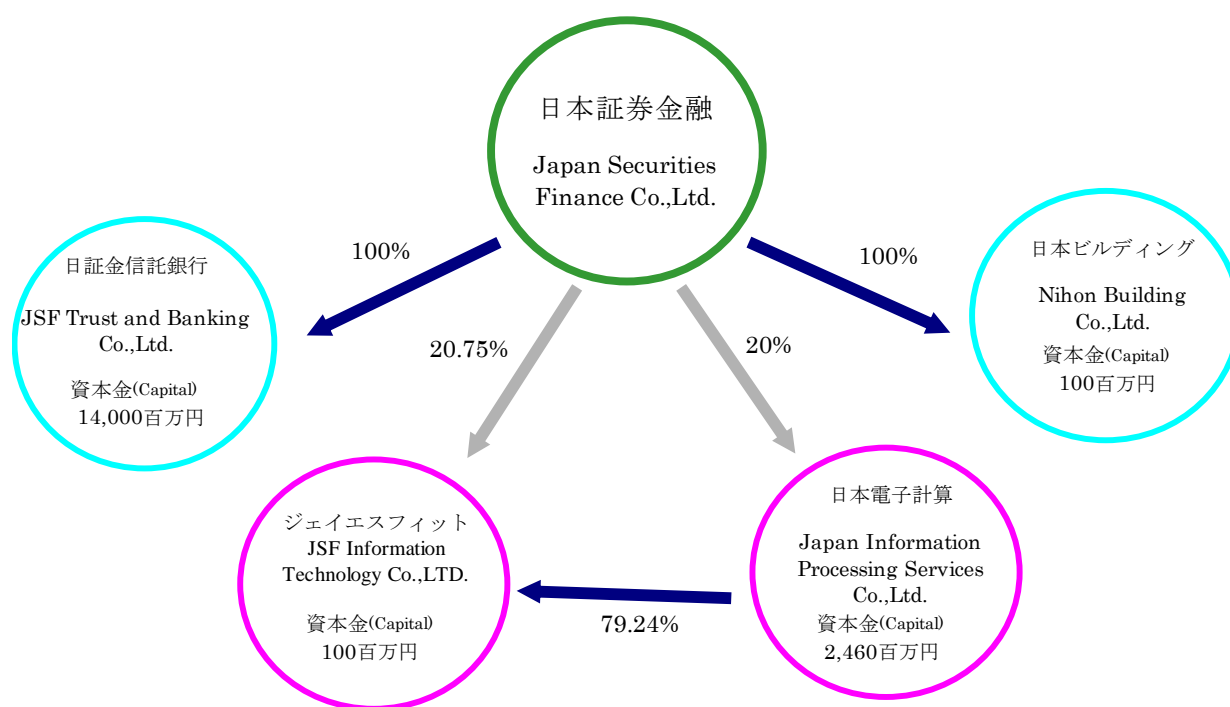 日本証券金融
Japan Securities
Finance Co.,Ltd.
100%
100%
日証金信託銀行
JSF Trust and Banking
Co.,Ltd.
資本金(Capital)
14,000百万円
日本ビルディング
Nihon Building
Co.,Ltd.
資本金(Capital)
100百万円
20.75%
20%
ジェイエスフィット
JSF Information
Technology Co.,LTD.
資本金(Capital)
100百万円
79.24%
日本電子計算
Japan Information
Processing Services
Co.,Ltd.
資本金(Capital)
2,460百万円